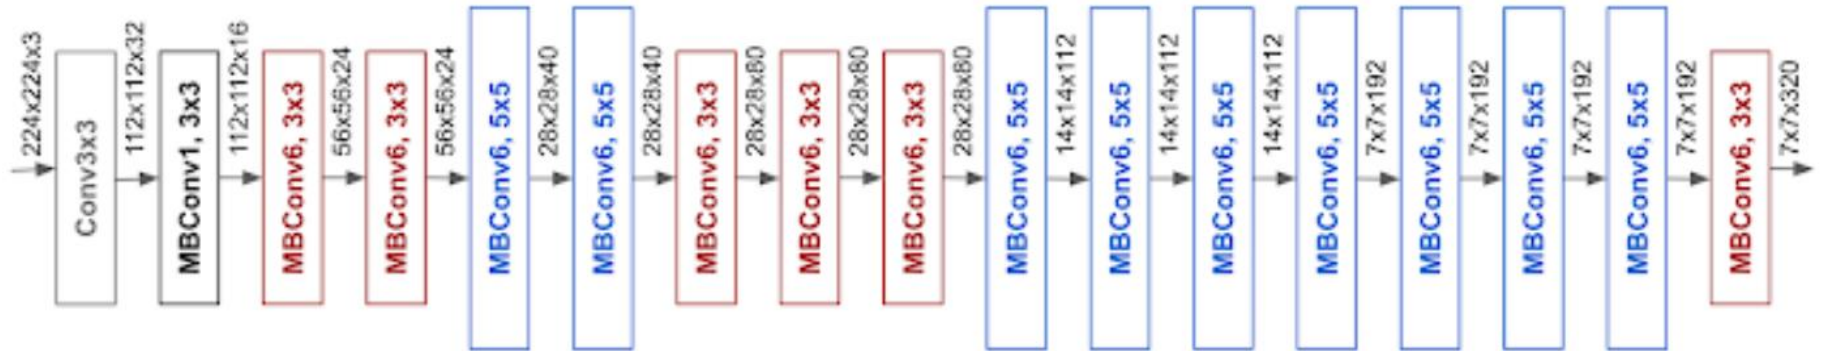 224x224x3
Conv3x3
112x112x32
MBConv1, 3x3
112x112x16
MBConv6, 3x3
56x56x24
MBConv6, 3x3
56x56x24
MBConv6, 5x5
28x28x40
MBConv6, 5x5
28x28x40
MBConv6, 3x3
28x28x80
MBConv6, 3x3
28x28x80
MBConv6, 3x3
28x28x80
MBConv6, 5x5
14x14x112
MBConv6, 5x5
14x14x112
MBConv6, 5x5
14x14x112
MBConv6, 5x5
7x7x192
MBConv6, 5x5
7x7x192
MBConv6, 5x5
7x7x192
MBConv6, 5x5
7x7x192
MBConv6, 3x3
7x7x320